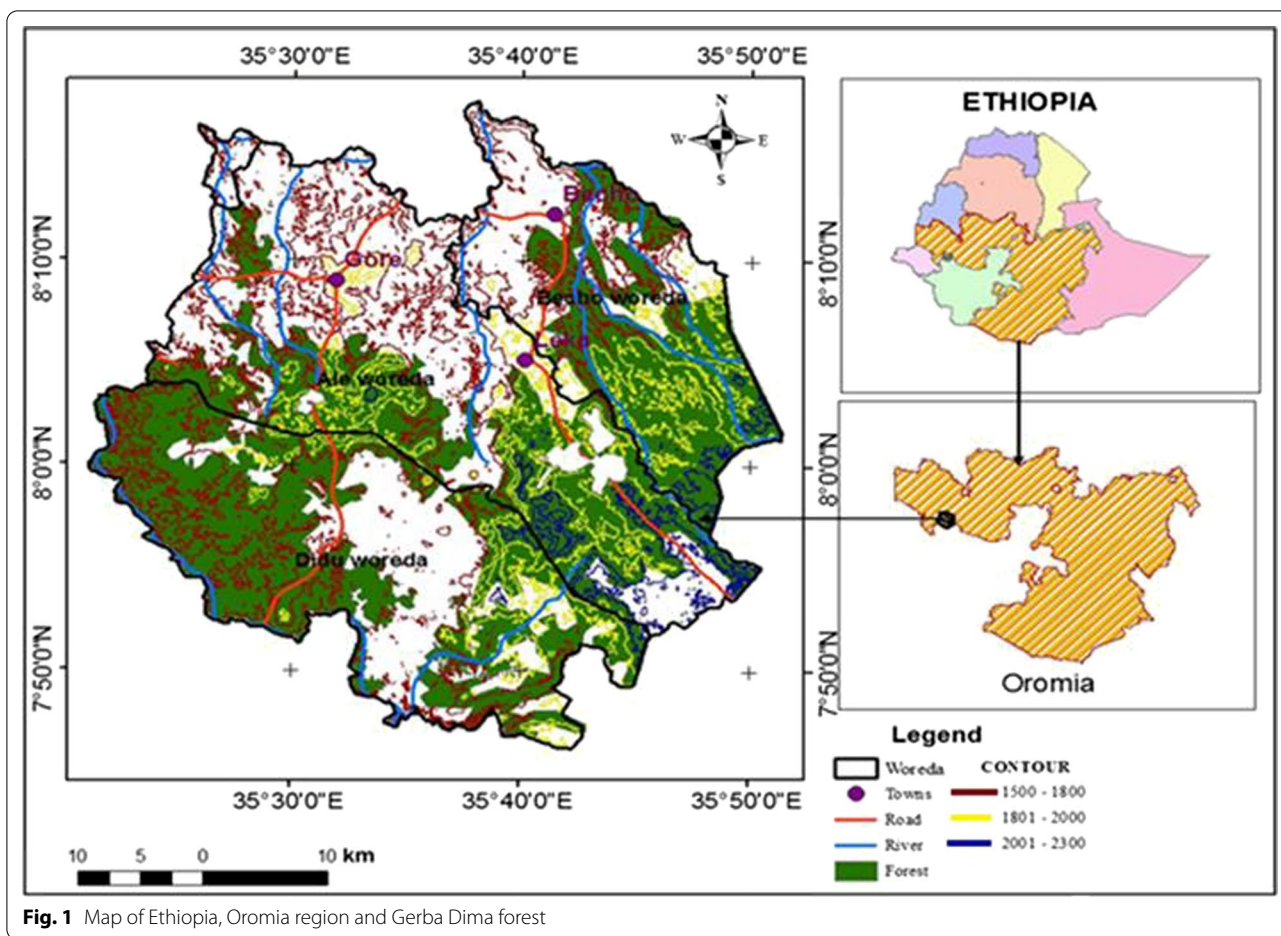 35°30'0"E 35°40'0"E 35°50'0"E
N
W E
S
8°10'0"N
8°0'0"N
7°50'0"N
Becho
Gore
Becho woreda
Leka
Ale woreda
Didu woreda
8°10'0"N
8°0'0"N
7°50'0"N
35°30'0"E 35°40'0"E 35°50'0"E
10 5 0 10 km
ETHIOPIA
Oromia
Legend
Woreda
Towns
Road
River
Forest
CONTOUR
1500 - 1800
1801 - 2000
2001 - 2300
Fig. 1 Map of Ethiopia, Oromia region and Gerba Dima forest